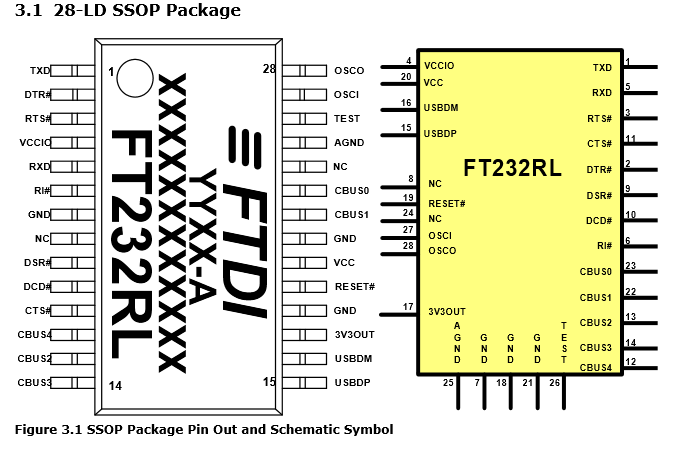 3.1 28-LD SSOP Package
TXD
DTR#
RTS#
VCCIO
RXD
RI#
GND
NC
DSR#
DCD#
CTS#
CBUS4
CBUS2
CBUS3
1
28
14
15
FT232RL
XXXXXXXXXXXX
YYXX-A
FTDI
OSCO
OSCI
TEST
AGND
NC
CBUS0
CBUS1
GND
VCC
RESET#
GND
3V3OUT
USBDM
USBDP
4 VCCIO
20 VCC
16 USBDM
15 USBDP
8 NC
19 RESET#
24 NC
27 OSCI
28 OSCO
17 3V3OUT
FT232RL
TXD 1
RXD 5
RTS# 3
CTS# 11
DTR# 2
DSR# 9
DCD# 10
RI# 6
CBUS0 23
CBUS1 22
CBUS2 13
CBUS3 14
CBUS4 12
AGND
GND
GND
GND
TEST
25 7 18 21 26
Figure 3.1 SSOP Package Pin Out and Schematic Symbol